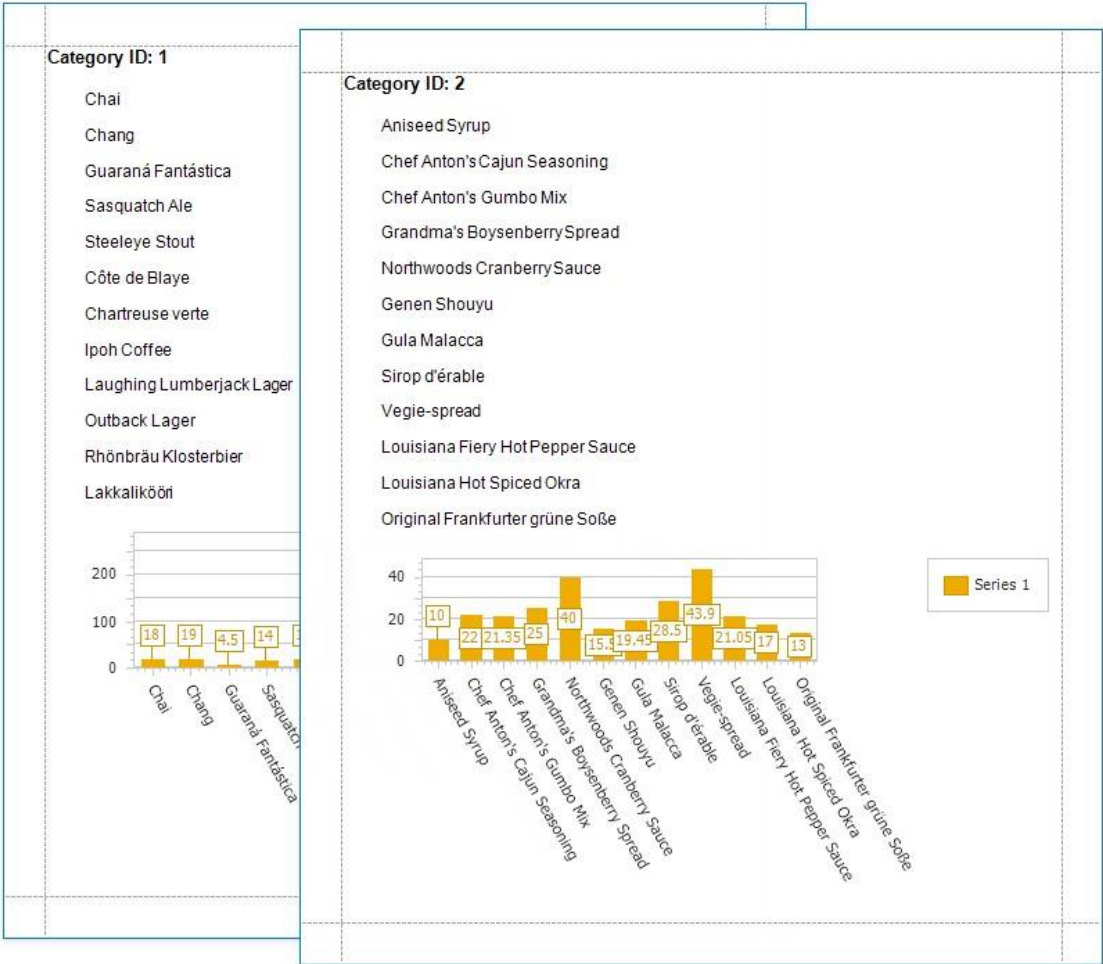 Category ID: 1
Chai
Chang
Guaraná Fantástica
Sasquatch Ale
Steeleye Stout
Côte de Blaye
Chartreuse verte
Ipoh Coffee
Laughing Lumberjack Lager
Outback Lager
Rhönbräu Klosterbier
Lakkalikööri
200
100
0
18
19
4.5
14
Chai
Chang
Guaraná Fantástica
Sasquatch
Category ID: 2
Aniseed Syrup
Chef Anton's Cajun Seasoning
Chef Anton's Gumbo Mix
Grandma's Boysenberry Spread
Northwoods Cranberry Sauce
Genen Shouyu
Gula Malacca
Sirop d'érable
Vegie-spread
Louisiana Fiery Hot Pepper Sauce
Louisiana Hot Spiced Okra
Original Frankfurter grüne Soße
40
20
0
10
22
21.35
25
40
15.5
19.45
28.5
43.9
21.05
17
13
Aniseed Syrup
Chef Anton's Cajun Seasoning
Chef Anton's Gumbo Mix
Grandma's Boysenberry Spread
Northwoods Cranberry Sauce
Genen Shouyu
Gula Malacca
Sirop d'érable
Vegie-spread
Louisiana Fiery Hot Pepper Sauce
Louisiana Hot Spiced Okra
Original Frankfurter grüne Soße
Series 1